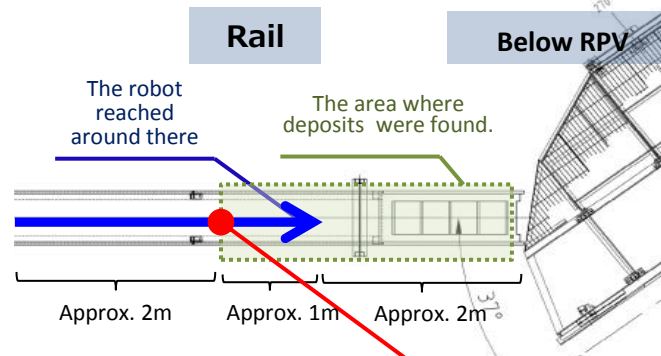 270°
Rail
Below RPV
The robot
reached
around there
The area where
deposits were found.
Approx. 2m
Approx. 1m
Approx. 2m
37°